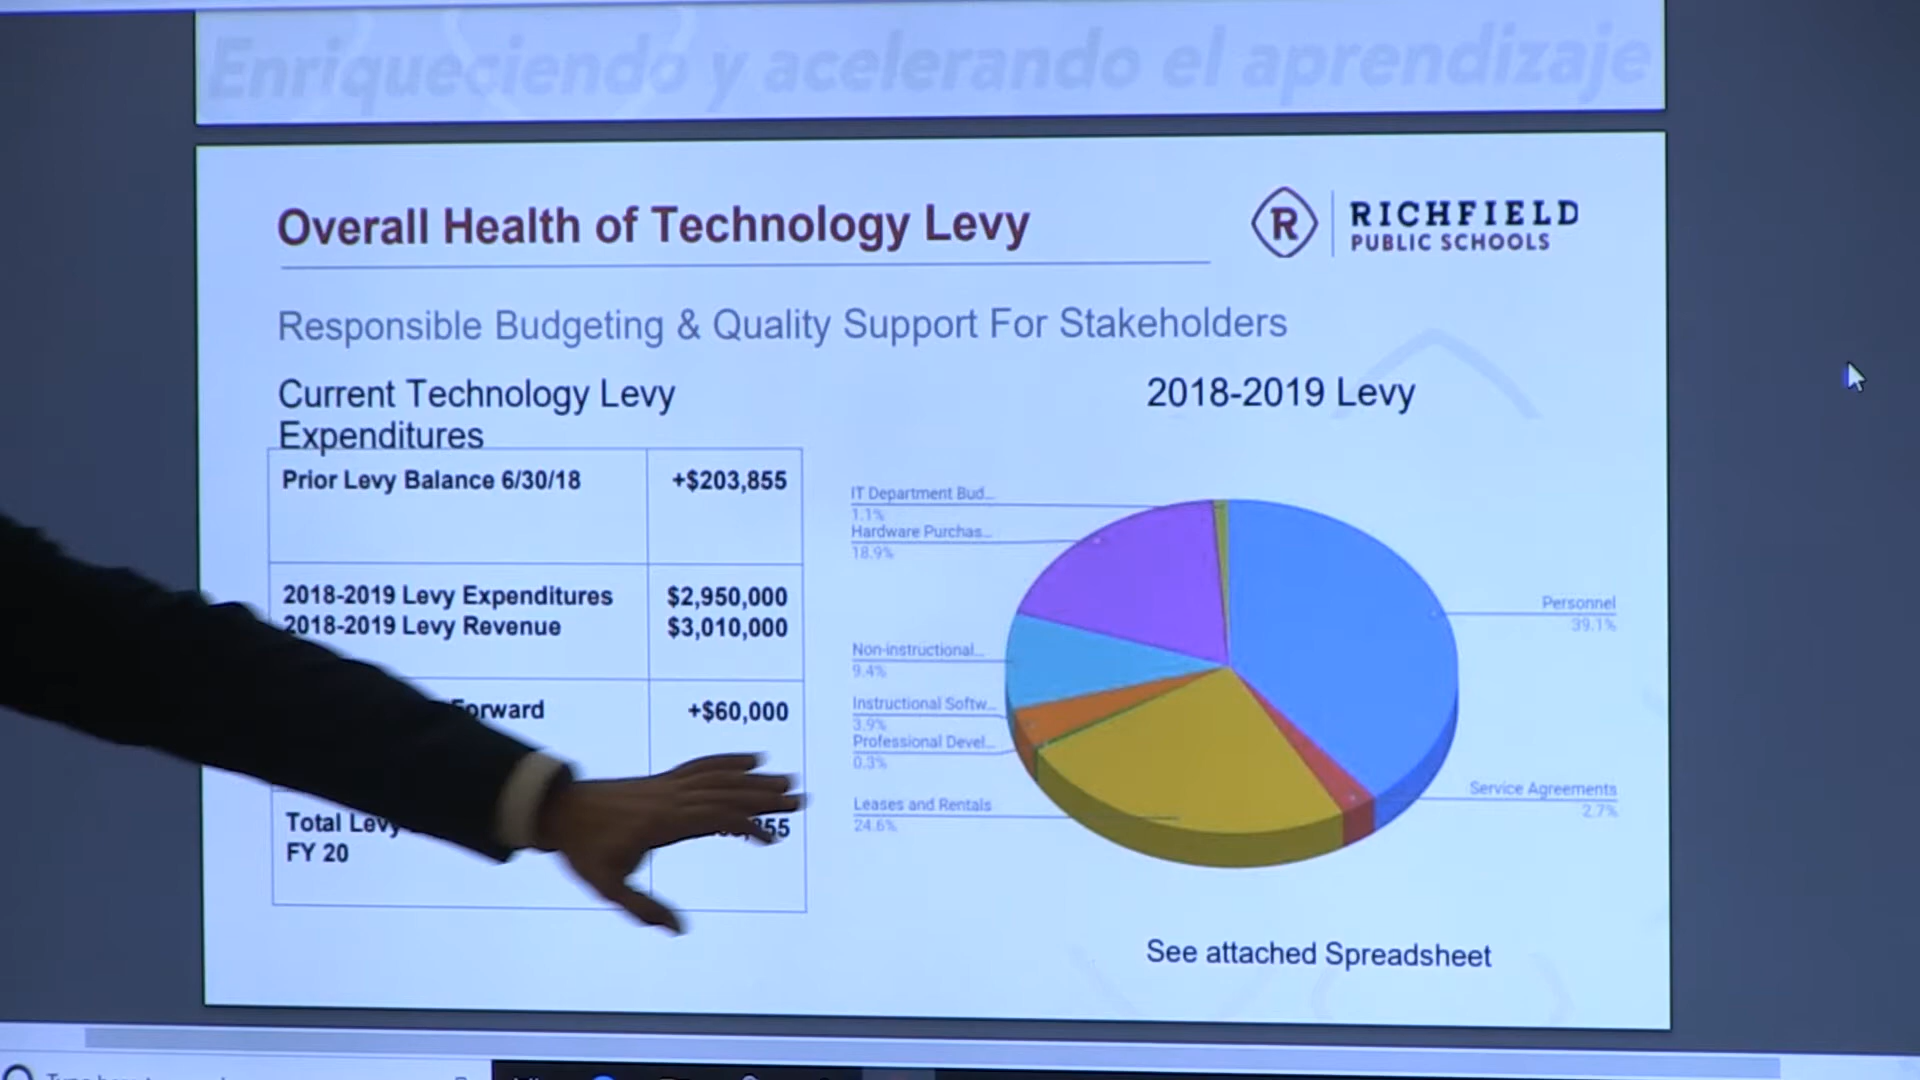 Enriqueciendo y acelerando el aprendizaje
Overall Health of Technology Levy
R
RICHFIELD
PUBLIC SCHOOLS
Responsible Budgeting & Quality Support For Stakeholders
Current Technology Levy
Expenditures
Prior Levy Balance 6/30/18 +$203,855
2018-2019 Levy Expenditures $2,950,000
2018-2019 Levy Revenue $3,010,000
Forward +$60,000
Total Levy
FY 20
2018-2019 Levy
IT Department Bud...
1.1%
Hardware Purchas...
18.9%
Non-instructional...
9.4%
Instructional Softw...
3.9%
Professional Devel...
0.3%
Leases and Rentals
24.6%
Personnel
39.1%
Service Agreements
2.7%
See attached Spreadsheet